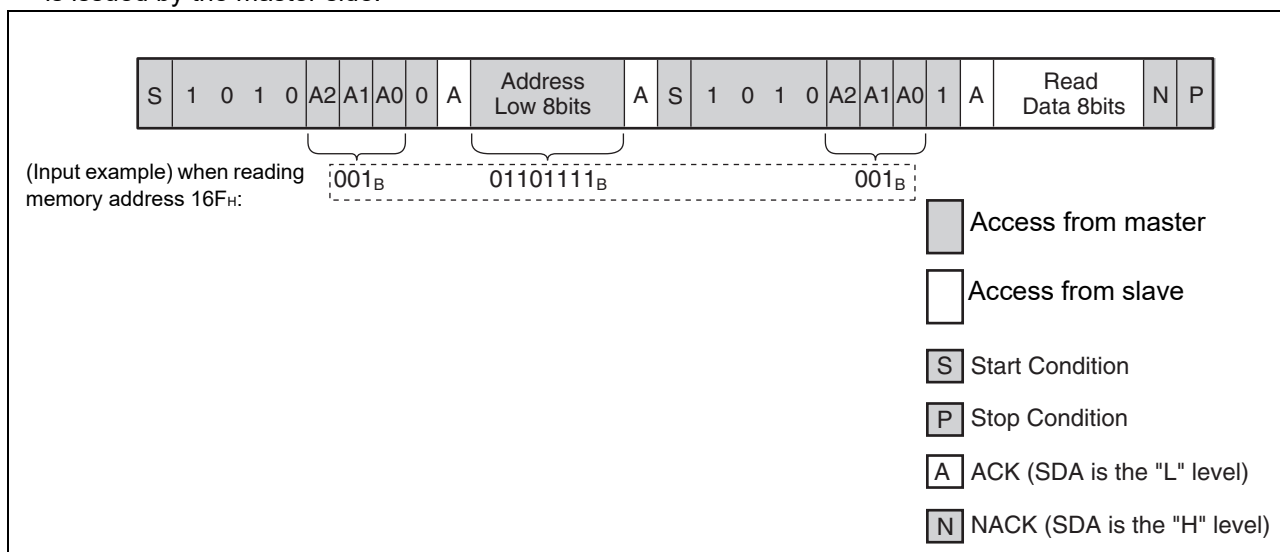 is issued by the master side.
S 1 0 1 0 A2 A1 A0 0 A Address Low 8bits A S 1 0 1 0 A2 A1 A0 1 A Read Data 8bits N P
(Input example) when reading
memory address 16FH:
001B 01101111B 001B
Access from master
Access from slave
S Start Condition
P Stop Condition
A ACK (SDA is the "L" level)
N NACK (SDA is the "H" level)